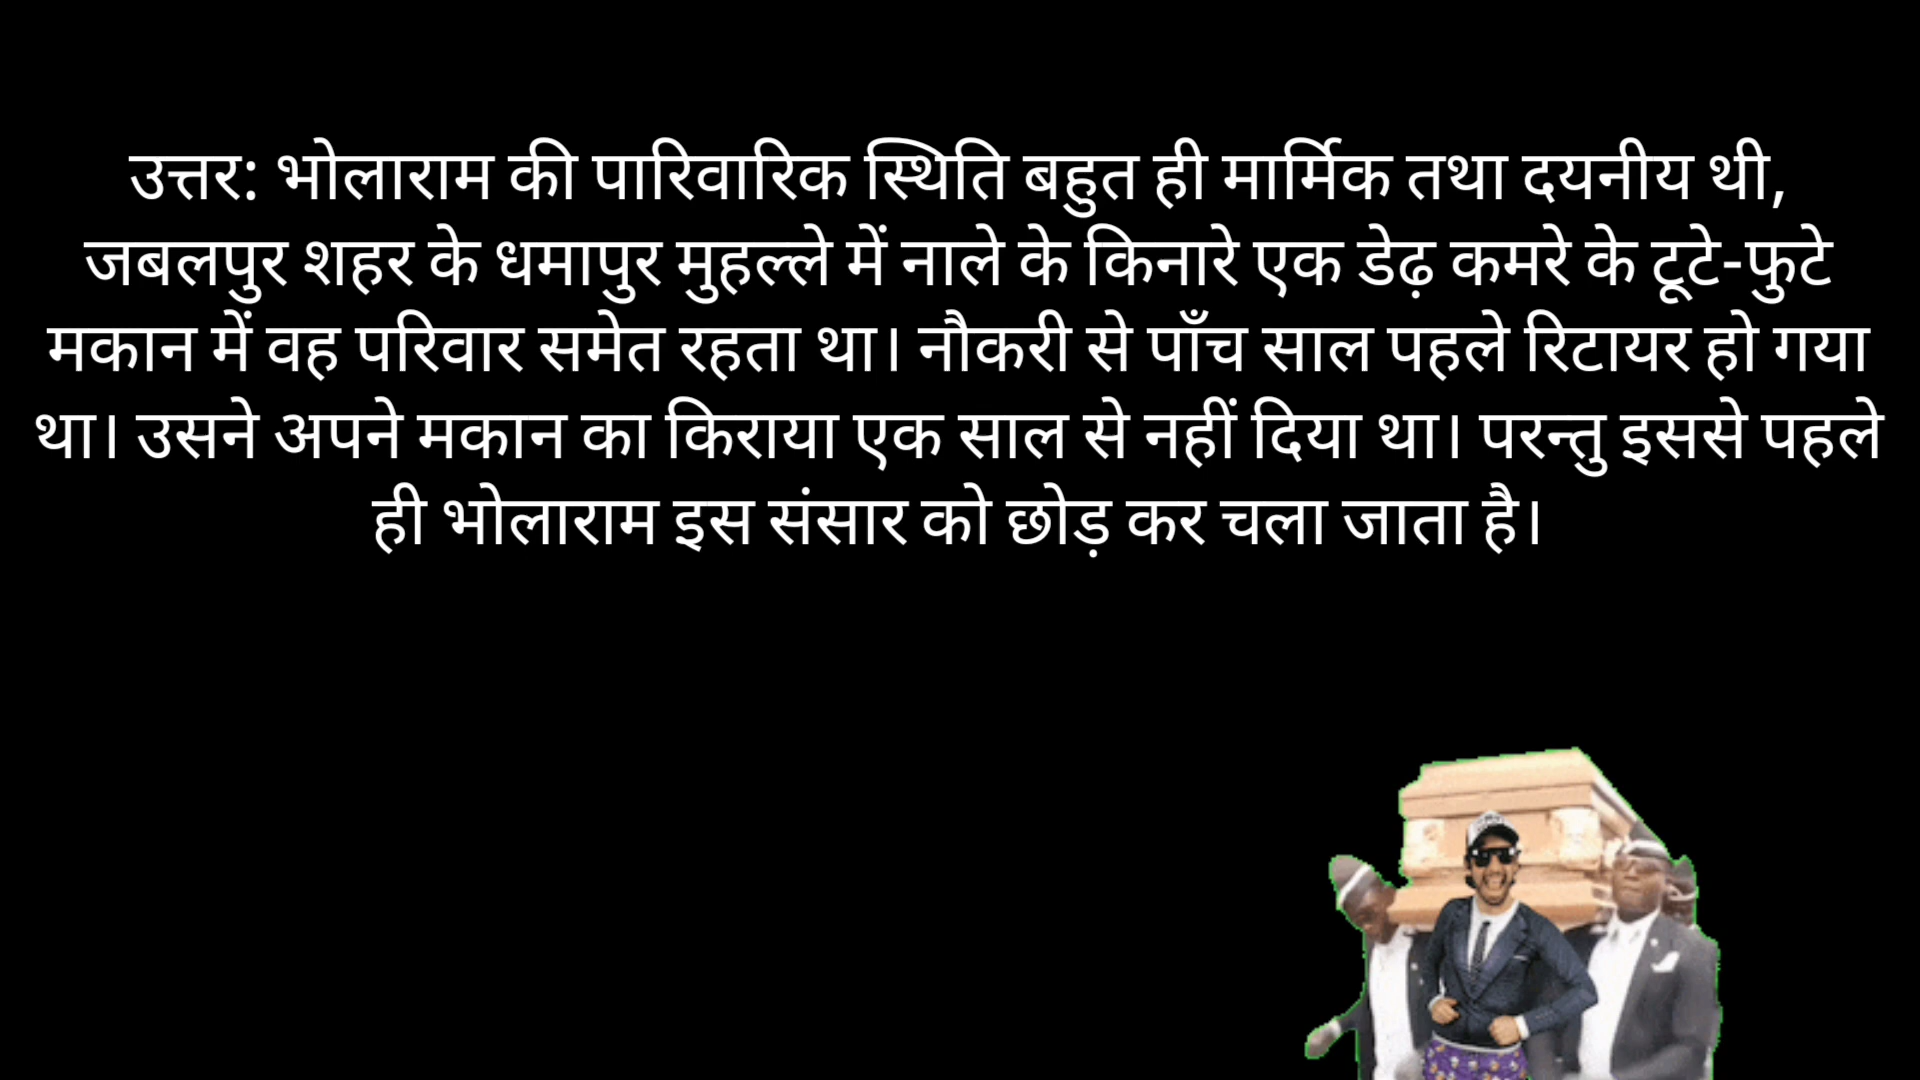 उत्तर: भोलाराम की पारिवारिक स्थिति बहुत ही मार्मिक तथा दयनीय थी,
जबलपुर शहर के धमापुर मुहल्ले में नाले के किनारे एक डेढ़ कमरे के टूटे-फुटे
मकान में वह परिवार समेत रहता था। नौकरी से पाँच साल पहले रिटायर हो गया
था। उसने अपने मकान का किराया एक साल से नहीं दिया था। परन्तु इससे पहले
ही भोलाराम इस संसार को छोड़ कर चला जाता है।